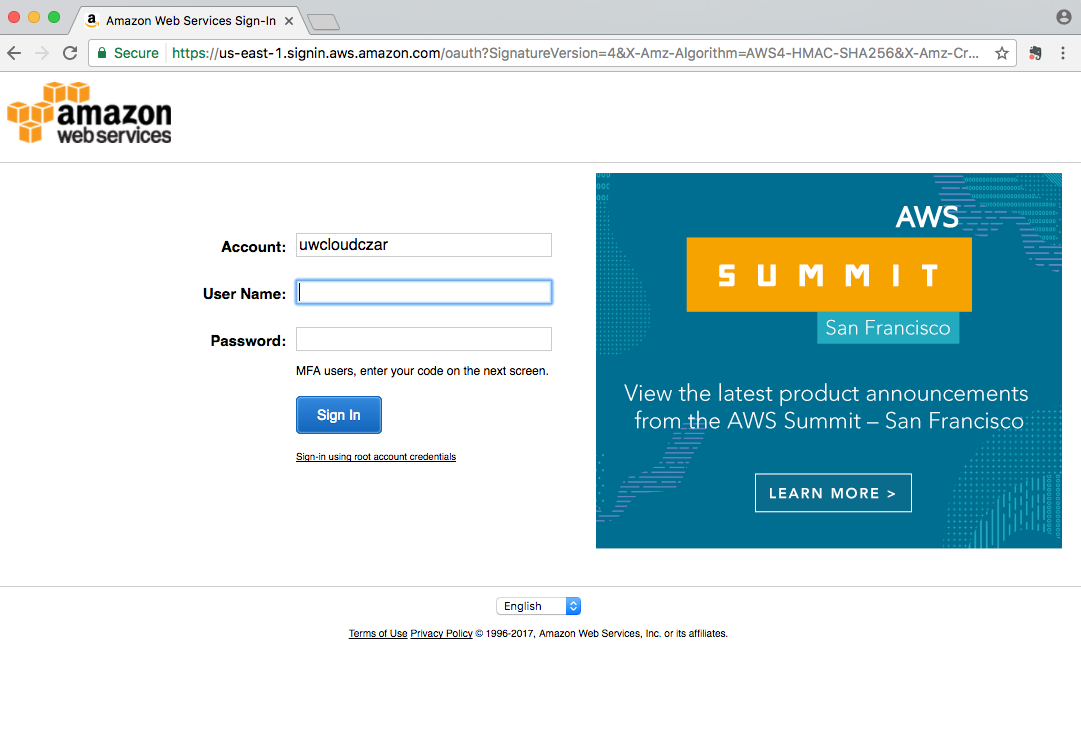 Amazon Web Services Sign-In
Secure https://us-east-1.signin.aws.amazon.com/oauth?SignatureVersion=4&X-Amz-Algorithm=AWS4-HMAC-SHA256&X-Amz-Cr...
amazon
web services
Account: uwcloudczar
User Name:
Password:
MFA users, enter your code on the next screen.
Sign In
Sign-in using root account credentials
AWS
SUMMIT
San Francisco
View the latest product announcements
from the AWS Summit – San Francisco
LEARN MORE >
English
Terms of Use Privacy Policy © 1996-2017, Amazon Web Services, Inc. or its affiliates.